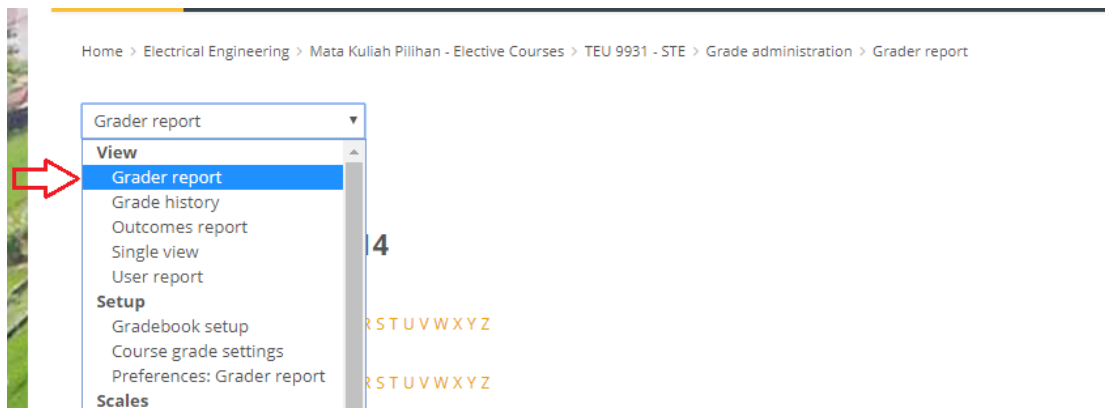 Home > Electrical Engineering > Mata Kuliah Pilihan - Elective Courses > TEU 9931 - STE > Grade administration > Grader report
Grader report
View
Grader report
Grade history
Outcomes report
Single view
User report
Setup
Gradebook setup
Course grade settings
Preferences: Grader report
Scales
4
R S T U V W X Y Z
R S T U V W X Y Z